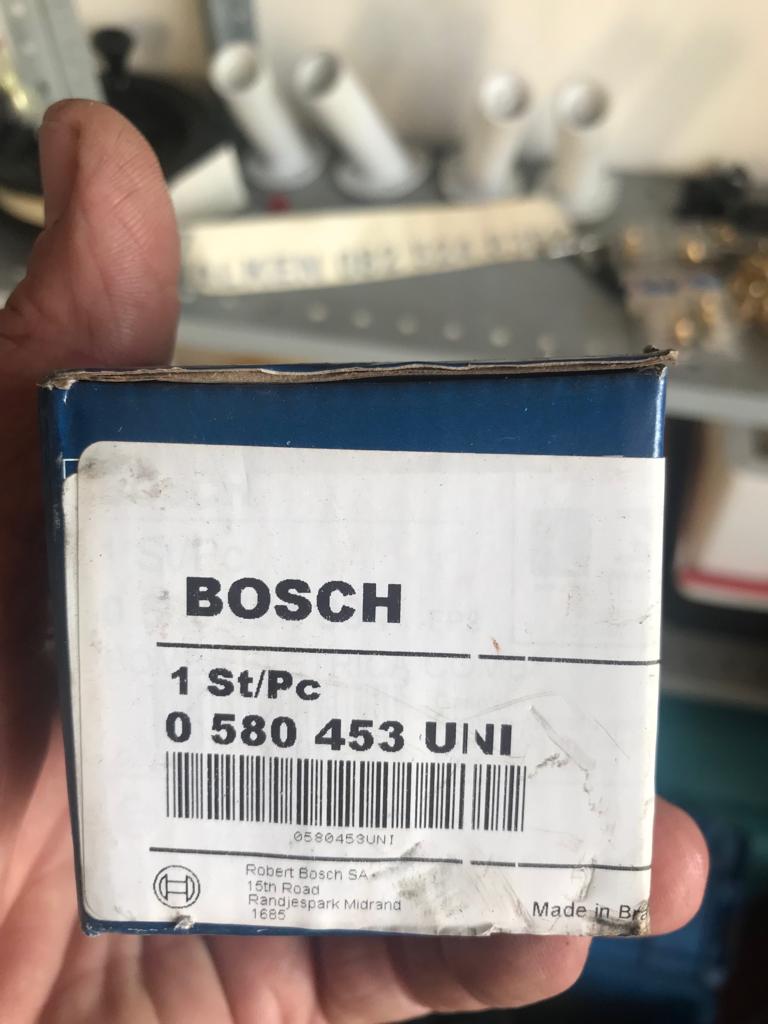 BOSCH
1 St/Pc
0 580 453 UNI
0580453UNI
Robert Bosch SA
15th Road
Randjespark Midrand
1685
Made in Bra